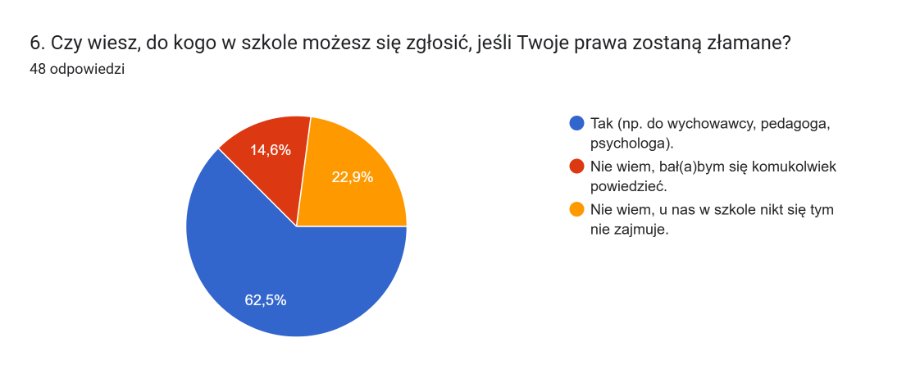 6. Czy wiesz, do kogo w szkole możesz się zgłosić, jeśli Twoje prawa zostaną złamane?
48 odpowiedzi
14,6%
22,9%
62,5%
Tak (np. do wychowawcy, pedagoga,
psychologa).
Nie wiem, bał(a)bym się komukolwiek
powiedzieć.
Nie wiem, u nas w szkole nikt się tym
nie zajmuje.